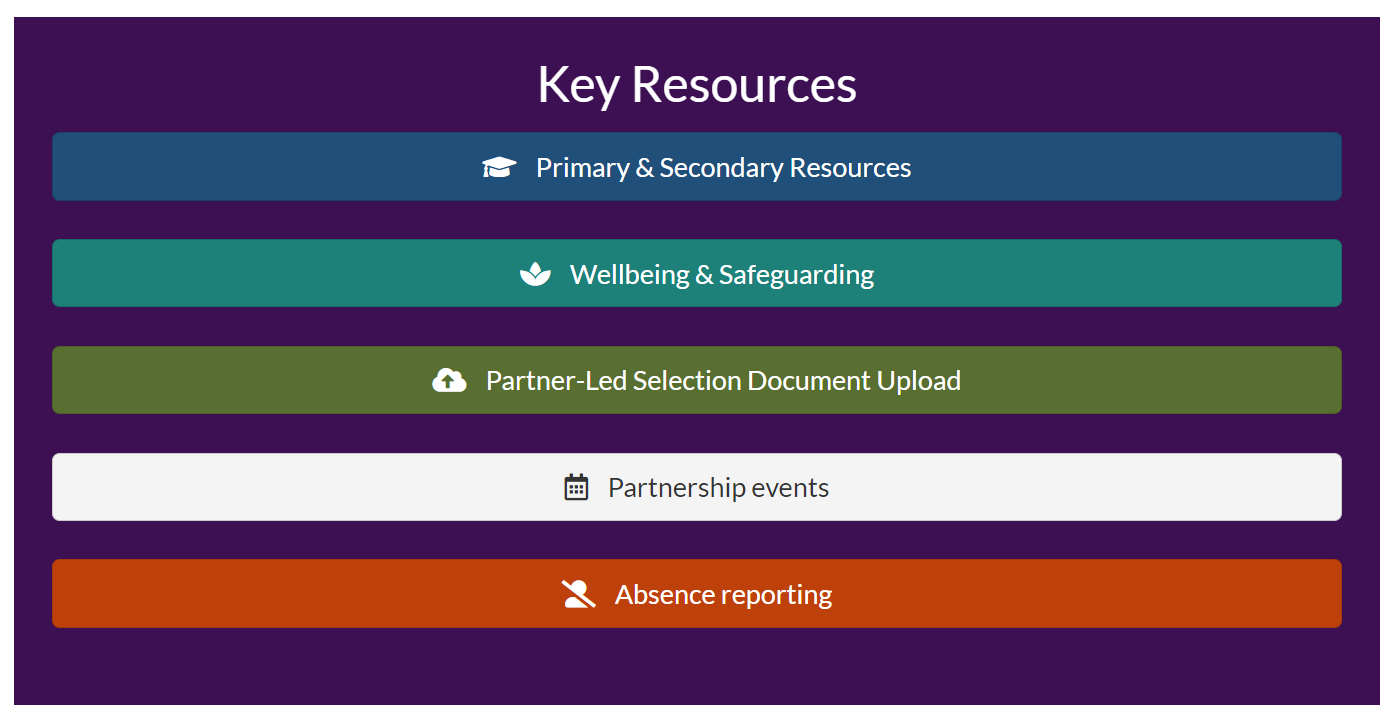 Key Resources
Primary & Secondary Resources
Wellbeing & Safeguarding
Partner-Led Selection Document Upload
Partnership events
Absence reporting